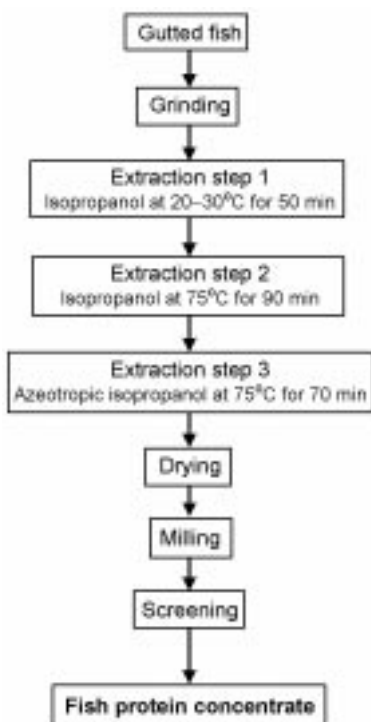 Gutted fish
Grinding
Extraction step 1
Isopropanol at 20–30°C for 50 min
Extraction step 2
Isopropanol at 75°C for 90 min
Extraction step 3
Azeotropic isopropanol at 75°C for 70 min
Drying
Milling
Screening
Fish protein concentrate